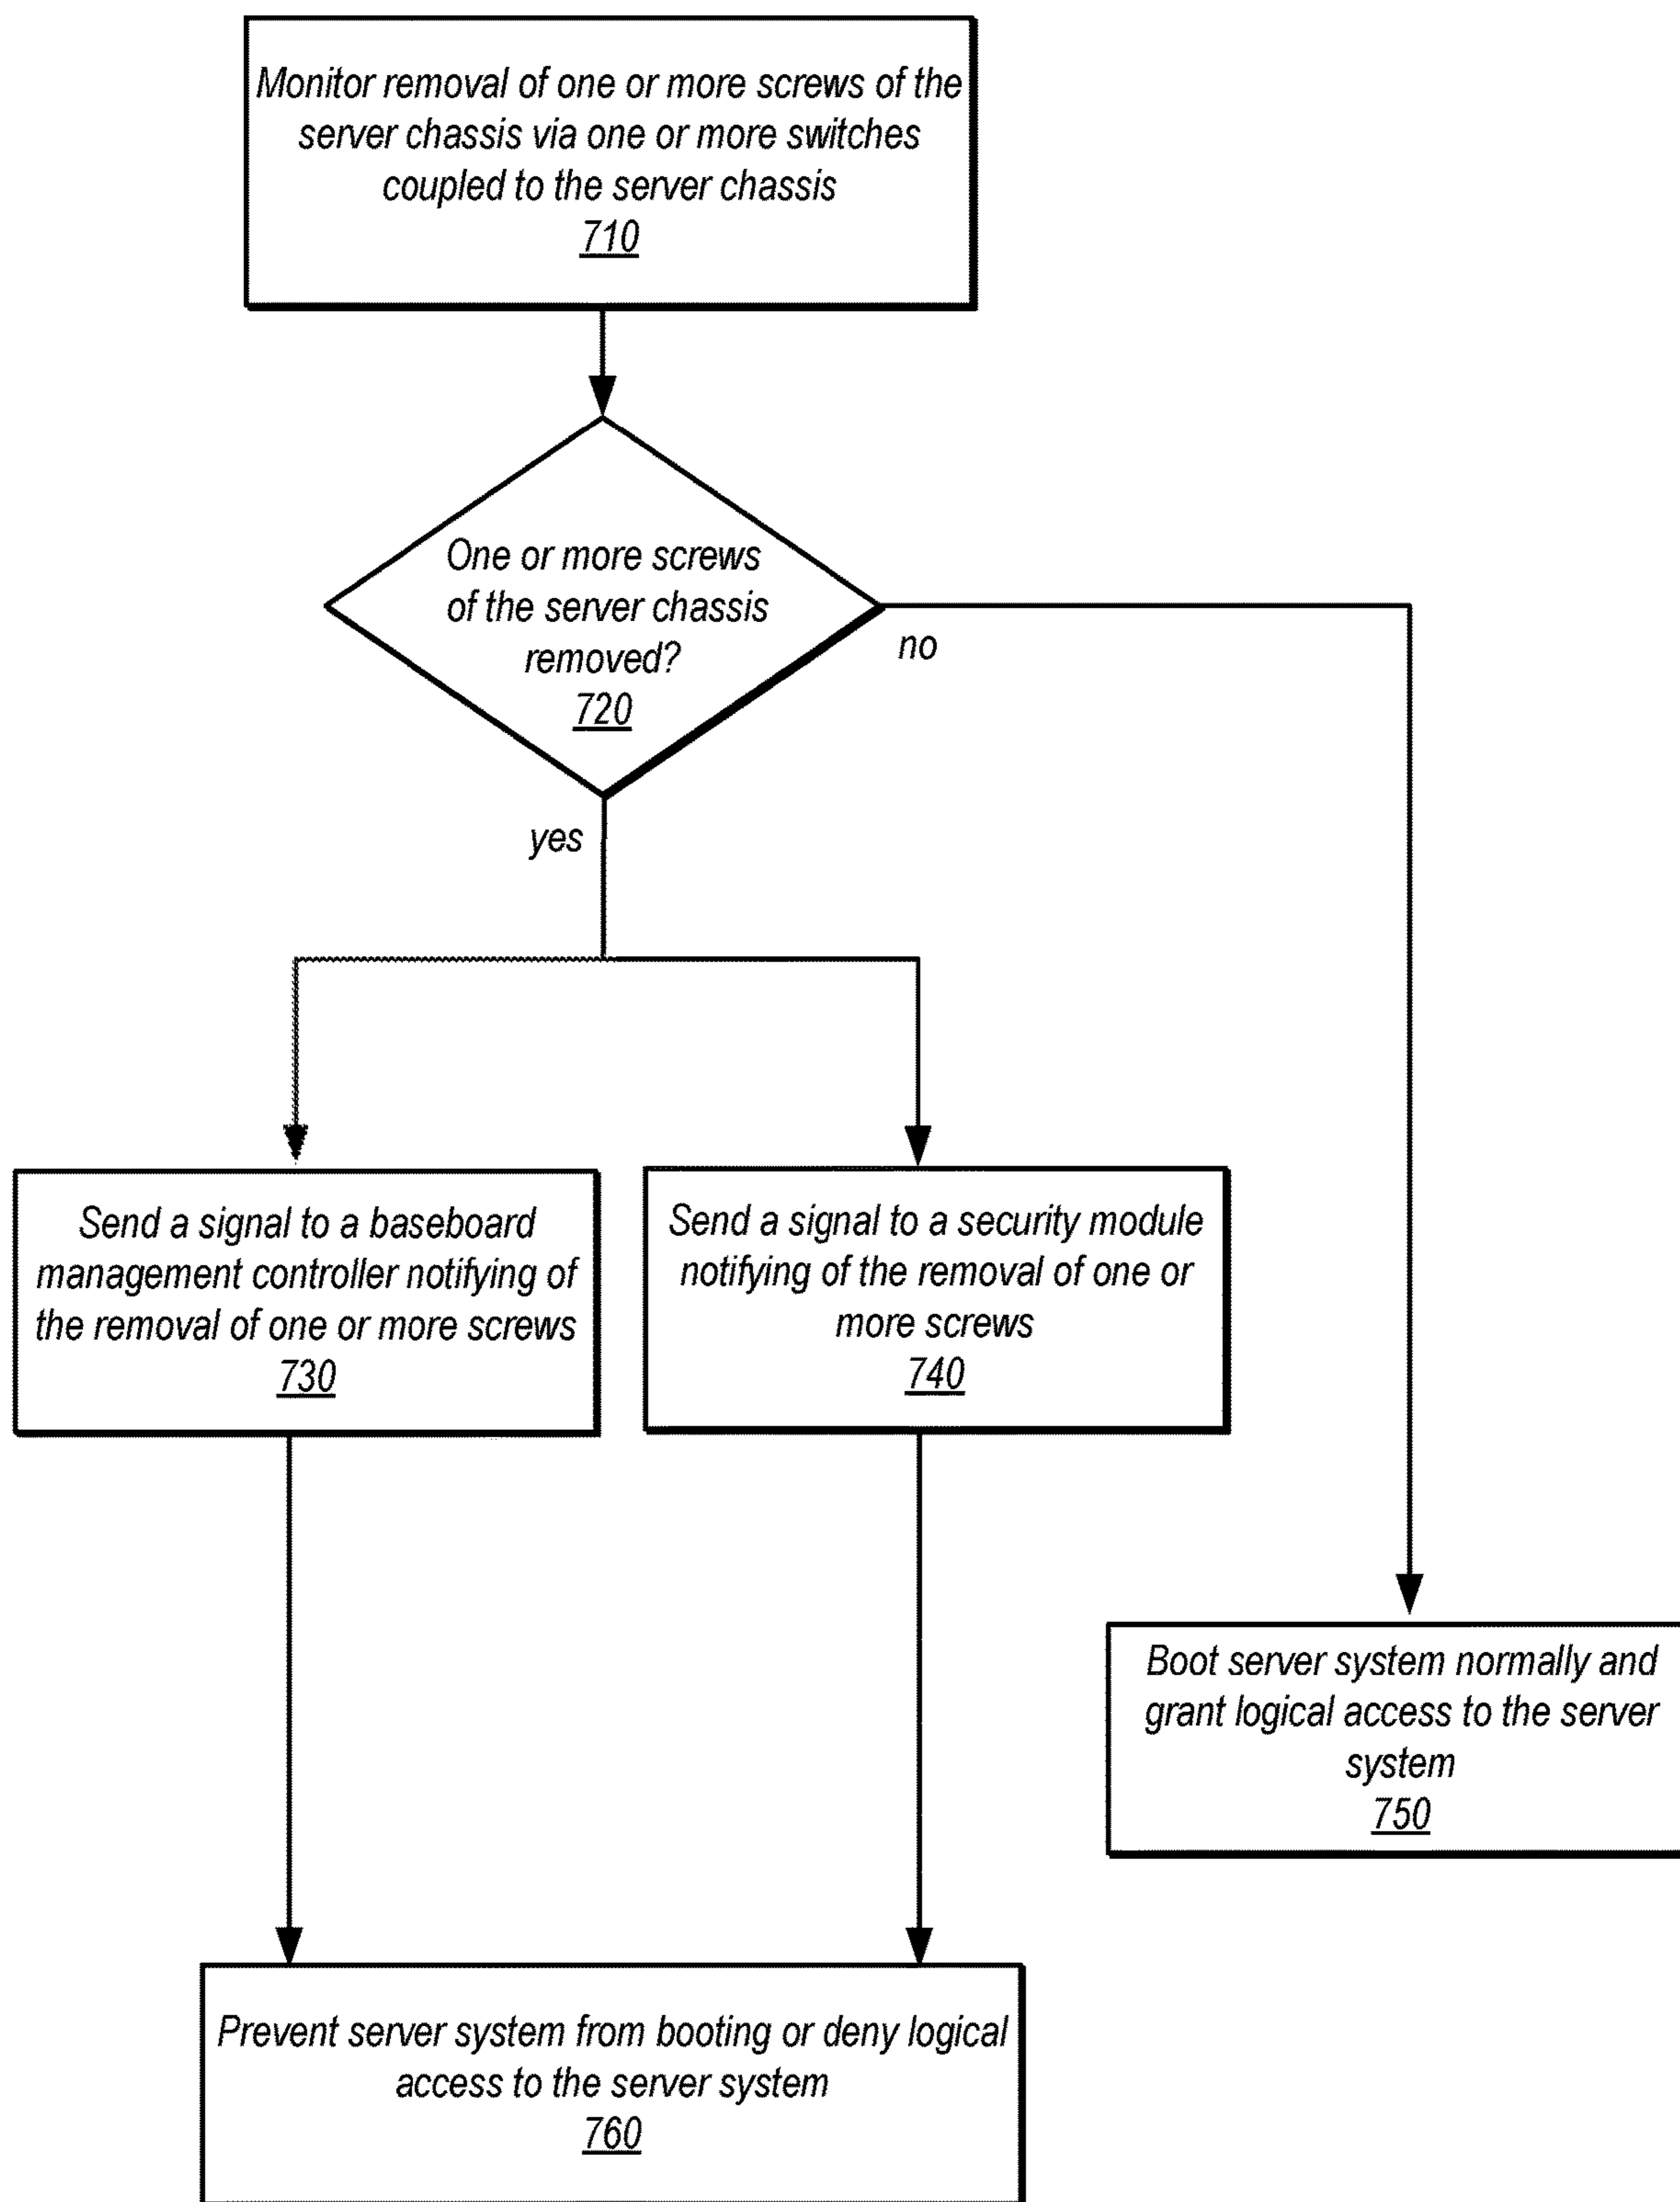 Monitor removal of one or more screws of the
server chassis via one or more switches
coupled to the server chassis
710
One or more screws
of the server chassis
removed?
720
no
yes
Send a signal to a baseboard
management controller notifying of
the removal of one or more screws
730
Send a signal to a security module
notifying of the removal of one or
more screws
740
Boot server system normally and
grant logical access to the server
system
750
Prevent server system from booting or deny logical
access to the server system
760